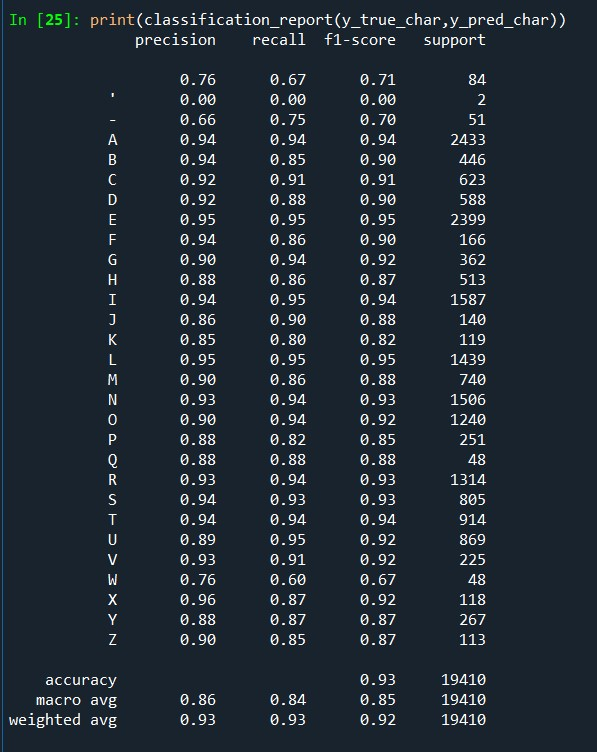 In [25]: print(classification_report(y_true_char,y_pred_char))
precision recall f1-score support
0.76 0.67 0.71 84
' 0.00 0.00 0.00 2
- 0.66 0.75 0.70 51
A 0.94 0.94 0.94 2433
B 0.94 0.85 0.90 446
C 0.92 0.91 0.91 623
D 0.92 0.88 0.90 588
E 0.95 0.95 0.95 2399
F 0.94 0.86 0.90 166
G 0.90 0.94 0.92 362
H 0.88 0.86 0.87 513
I 0.94 0.95 0.94 1587
J 0.86 0.90 0.88 140
K 0.85 0.80 0.82 119
L 0.95 0.95 0.95 1439
M 0.90 0.86 0.88 740
N 0.93 0.94 0.93 1506
O 0.90 0.94 0.92 1240
P 0.88 0.82 0.85 251
Q 0.88 0.88 0.88 48
R 0.93 0.94 0.93 1314
S 0.94 0.93 0.93 805
T 0.94 0.94 0.94 914
U 0.89 0.95 0.92 869
V 0.93 0.91 0.92 225
W 0.76 0.60 0.67 48
X 0.96 0.87 0.92 118
Y 0.88 0.87 0.87 267
Z 0.90 0.85 0.87 113
accuracy 0.93 19410
macro avg 0.86 0.84 0.85 19410
weighted avg 0.93 0.93 0.92 19410